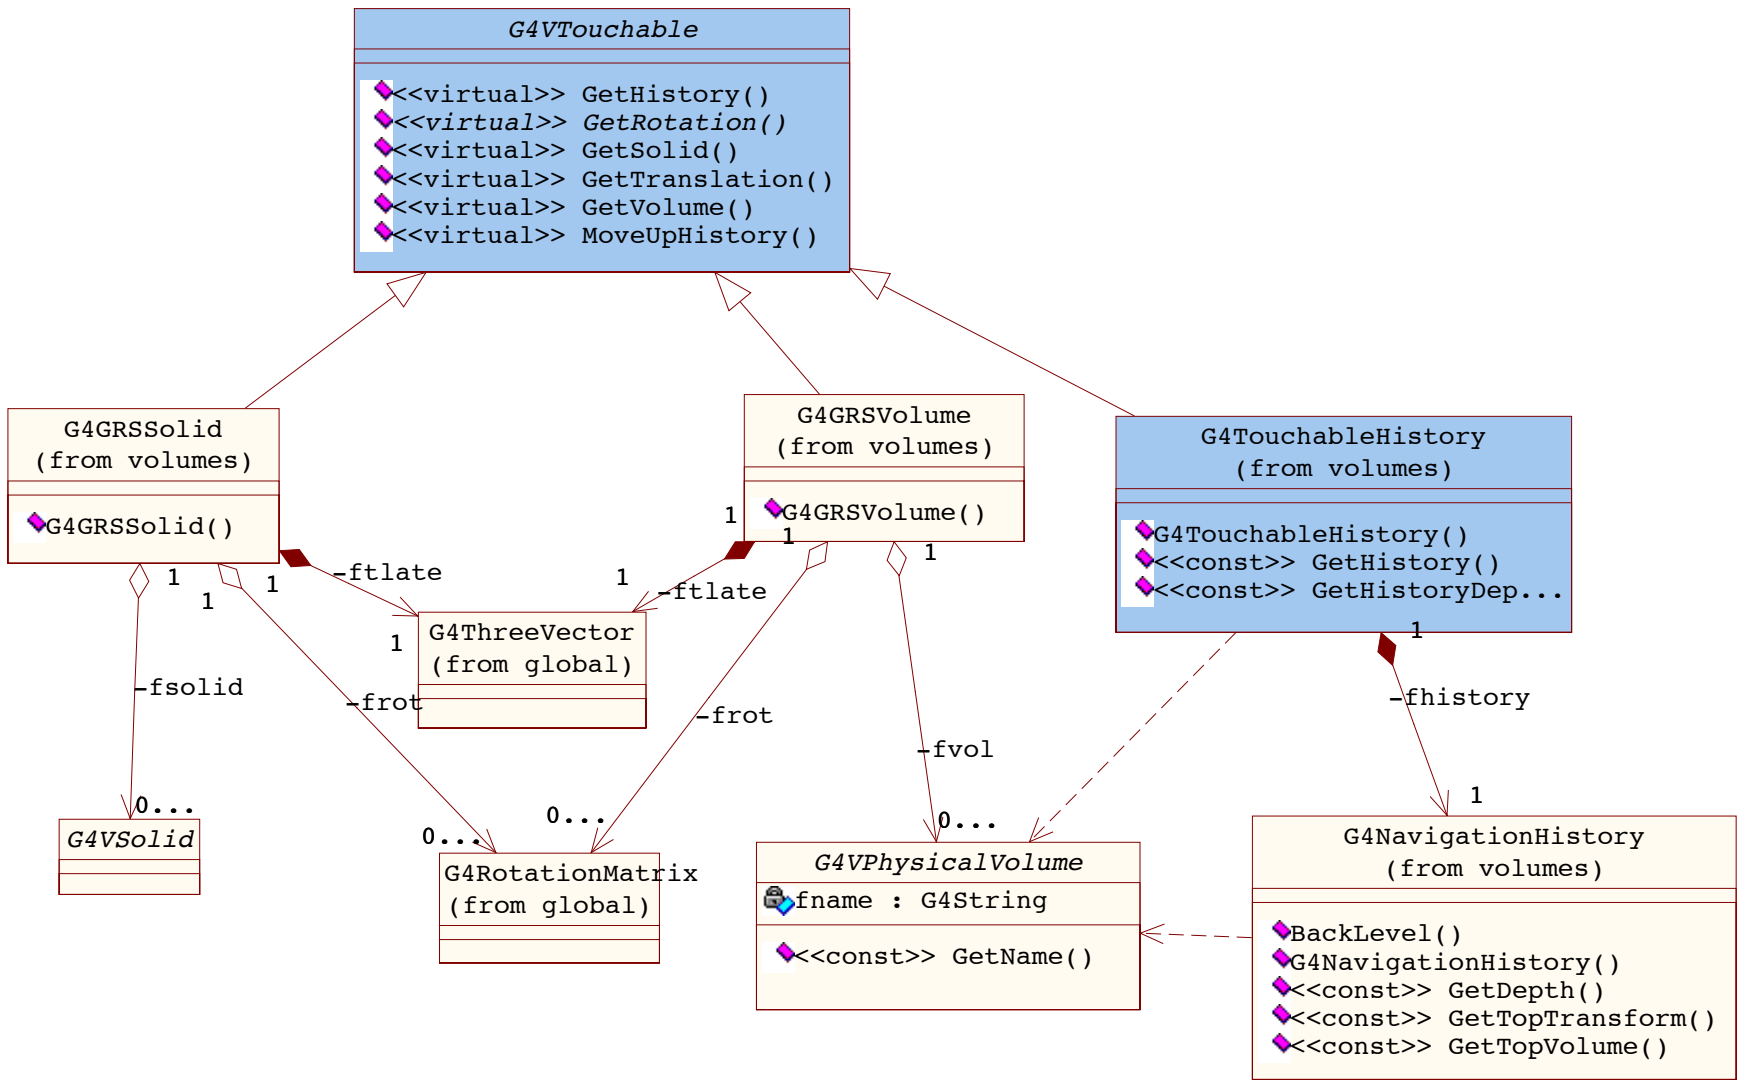 G4VTouchable
<<virtual>> GetHistory()
<<virtual>> GetRotation()
<<virtual>> GetSolid()
<<virtual>> GetTranslation()
<<virtual>> GetVolume()
<<virtual>> MoveUpHistory()
G4GRSSolid
(from volumes)
G4GRSSolid()
G4GRSVolume
(from volumes)
G4GRSVolume()
G4TouchableHistory
(from volumes)
G4TouchableHistory()
<<const>> GetHistory()
<<const>> GetHistoryDep...
1
1
1
1
1
1
1
1
1
-ftlate
-ftlate
G4ThreeVector
(from global)
-fsolid
-frot
-frot
-fvol
-fhistory
0...
0...
0...
0...
1
G4VSolid
G4RotationMatrix
(from global)
G4VPhysicalVolume
fname : G4String
<<const>> GetName()
G4NavigationHistory
(from volumes)
BackLevel()
G4NavigationHistory()
<<const>> GetDepth()
<<const>> GetTopTransform()
<<const>> GetTopVolume()